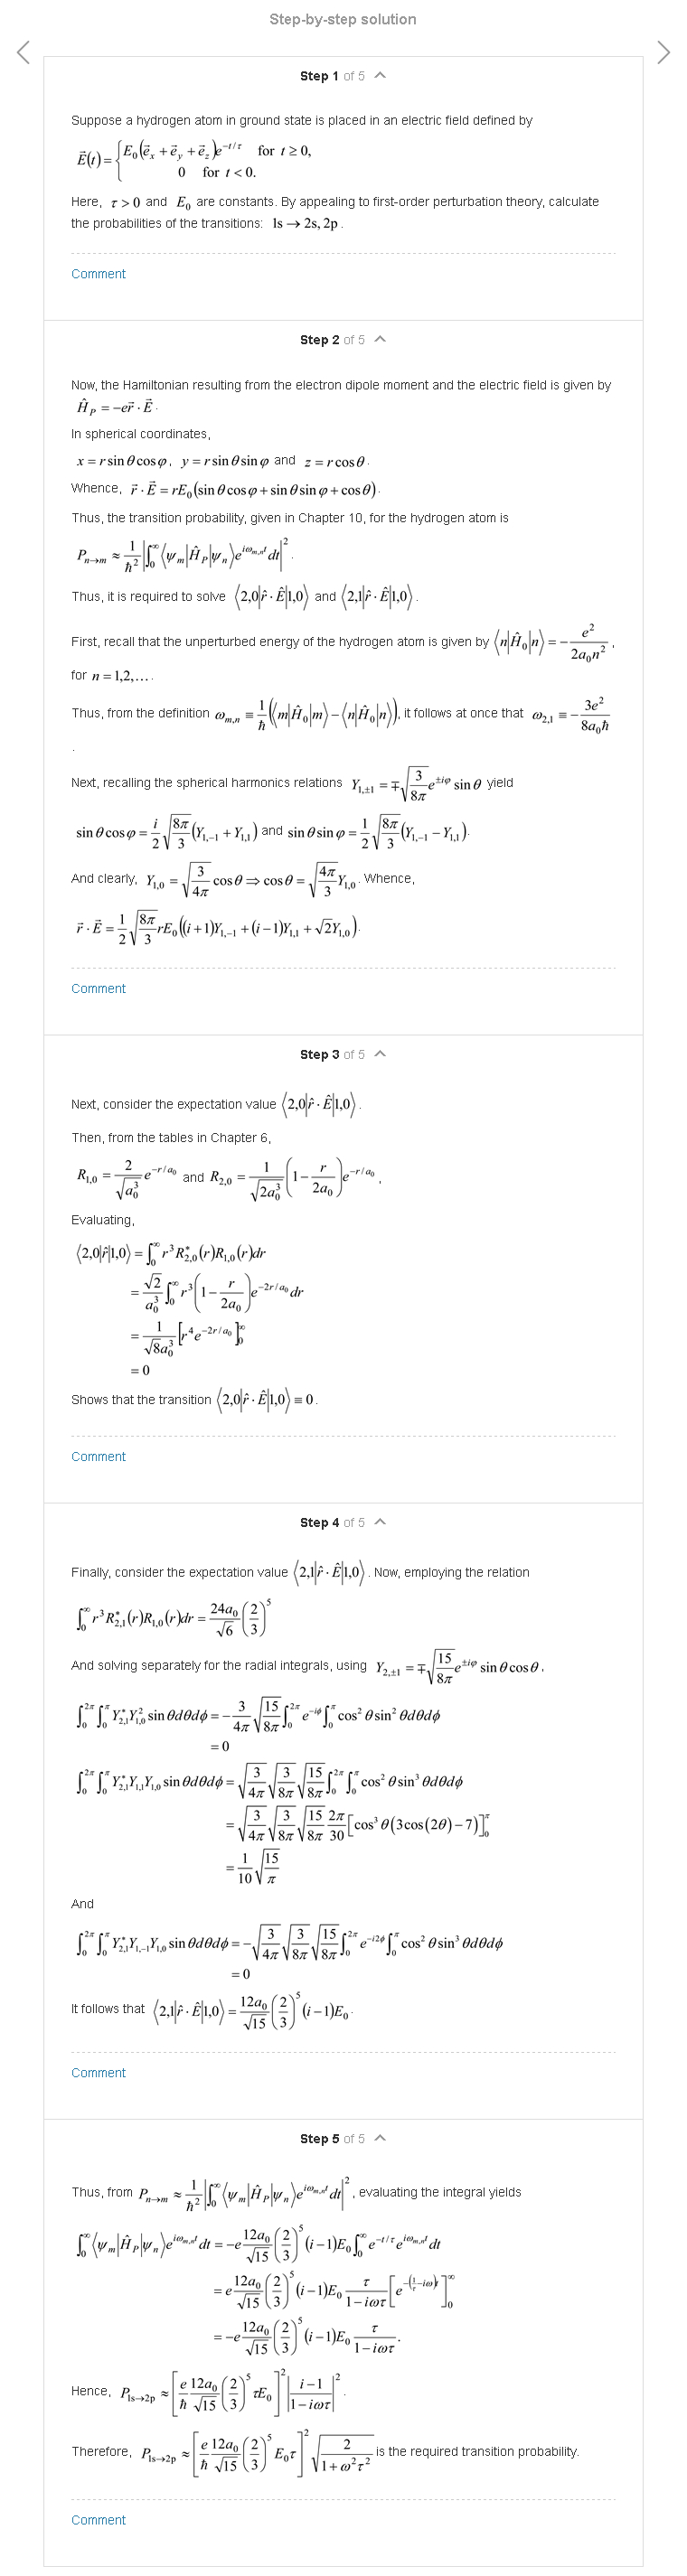 Step-by-step solution
Step 1 of 5
Suppose a hydrogen atom in ground state is placed in an electric field defined by
$\vec{E}(t) = \begin{cases} E_0(\vec{e}_x + \vec{e}_y + \vec{e}_z)e^{-t/\tau} & \text{for } t \geq 0, \\ 0 & \text{for } t < 0. \end{cases}$
Here, $\tau > 0$ and $E_0$ are constants. By appealing to first-order perturbation theory, calculate
the probabilities of the transitions: $1s \to 2s, 2p$.
Comment
Step 2 of 5
Now, the Hamiltonian resulting from the electron dipole moment and the electric field is given by
$\hat{H}_P = -e\vec{r} \cdot \vec{E}$.
In spherical coordinates,
$x = r\sin\theta\cos\varphi$, $y = r\sin\theta\sin\varphi$ and $z = r\cos\theta$.
Whence, $\vec{r} \cdot \vec{E} = rE_0(\sin\theta\cos\varphi + \sin\theta\sin\varphi + \cos\theta)$.
Thus, the transition probability, given in Chapter 10, for the hydrogen atom is
$P_{n \to m} \approx \frac{1}{\hbar^2}\left|\int_0^\infty \langle\psi_m|\hat{H}_P|\psi_n\rangle e^{i\omega_{m,n}t}dt\right|^2$.
Thus, it is required to solve $\langle 2,0|\hat{r} \cdot \hat{E}|1,0\rangle$ and $\langle 2,1|\hat{r} \cdot \hat{E}|1,0\rangle$.
First, recall that the unperturbed energy of the hydrogen atom is given by $\langle n|\hat{H}_0|n\rangle = -\frac{e^2}{2a_0n^2}$,
for $n = 1,2,\ldots$.
Thus, from the definition $\omega_{m,n} \equiv \frac{1}{\hbar}\left(\langle m|\hat{H}_0|m\rangle - \langle n|\hat{H}_0|n\rangle\right)$, it follows at once that $\omega_{2,1} \equiv -\frac{3e^2}{8a_0\hbar}$
.
Next, recalling the spherical harmonics relations $Y_{1,\pm1} = \mp\sqrt{\frac{3}{8\pi}}e^{\pm i\varphi}\sin\theta$ yield
$\sin\theta\cos\varphi = \frac{i}{2}\sqrt{\frac{8\pi}{3}}(Y_{1,-1} + Y_{1,1})$ and $\sin\theta\sin\varphi = \frac{1}{2}\sqrt{\frac{8\pi}{3}}(Y_{1,-1} - Y_{1,1})$.
And clearly, $Y_{1,0} = \sqrt{\frac{3}{4\pi}}\cos\theta \Rightarrow \cos\theta = \sqrt{\frac{4\pi}{3}}Y_{1,0}$. Whence,
$\vec{r} \cdot \vec{E} = \frac{1}{2}\sqrt{\frac{8\pi}{3}}rE_0\left((i+1)Y_{1,-1} + (i-1)Y_{1,1} + \sqrt{2}Y_{1,0}\right)$.
Comment
Step 3 of 5
Next, consider the expectation value $\langle 2,0|\hat{r} \cdot \hat{E}|1,0\rangle$.
Then, from the tables in Chapter 6,
$R_{1,0} = \frac{2}{\sqrt{a_0^3}}e^{-r/a_0}$ and $R_{2,0} = \frac{1}{\sqrt{2a_0^3}}\left(1 - \frac{r}{2a_0}\right)e^{-r/a_0}$,
Evaluating,
$\langle 2,0|\hat{r}|1,0\rangle = \int_0^\infty r^3R_{2,0}^*(r)R_{1,0}(r)dr$
$= \frac{\sqrt{2}}{a_0^3}\int_0^\infty r^3\left(1 - \frac{r}{2a_0}\right)e^{-2r/a_0}dr$
$= \frac{1}{\sqrt{8}a_0^3}\left[r^4e^{-2r/a_0}\right]_0^\infty$
$= 0$
Shows that the transition $\langle 2,0|\hat{r} \cdot \hat{E}|1,0\rangle \equiv 0$.
Comment
Step 4 of 5
Finally, consider the expectation value $\langle 2,1|\hat{r} \cdot \hat{E}|1,0\rangle$. Now, employing the relation
$\int_0^\infty r^3R_{2,1}^*(r)R_{1,0}(r)dr = \frac{24a_0}{\sqrt{6}}\left(\frac{2}{3}\right)^5$
And solving separately for the radial integrals, using $Y_{2,\pm1} = \mp\sqrt{\frac{15}{8\pi}}e^{\pm i\varphi}\sin\theta\cos\theta$,
$\int_0^{2\pi}\int_0^\pi Y_{2,1}^*Y_{1,0}^2\sin\theta d\theta d\phi = -\frac{3}{4\pi}\sqrt{\frac{15}{8\pi}}\int_0^{2\pi}e^{-i\phi}\int_0^\pi\cos^2\theta\sin^2\theta d\theta d\phi$
$= 0$
$\int_0^{2\pi}\int_0^\pi Y_{2,1}^*Y_{1,1}Y_{1,0}\sin\theta d\theta d\phi = \sqrt{\frac{3}{4\pi}}\sqrt{\frac{3}{8\pi}}\sqrt{\frac{15}{8\pi}}\int_0^{2\pi}\int_0^\pi\cos^2\theta\sin^3\theta d\theta d\phi$
$= \sqrt{\frac{3}{4\pi}}\sqrt{\frac{3}{8\pi}}\sqrt{\frac{15}{8\pi}}\frac{2\pi}{30}\left[\cos^3\theta(3\cos(2\theta) - 7)\right]_0^\pi$
$= \frac{1}{10}\sqrt{\frac{15}{\pi}}$
And
$\int_0^{2\pi}\int_0^\pi Y_{2,1}^*Y_{1,-1}Y_{1,0}\sin\theta d\theta d\phi = -\sqrt{\frac{3}{4\pi}}\sqrt{\frac{3}{8\pi}}\sqrt{\frac{15}{8\pi}}\int_0^{2\pi}e^{-i2\phi}\int_0^\pi\cos^2\theta\sin^3\theta d\theta d\phi$
$= 0$
It follows that $\langle 2,1|\hat{r} \cdot \hat{E}|1,0\rangle = \frac{12a_0}{\sqrt{15}}\left(\frac{2}{3}\right)^5(i-1)E_0$.
Comment
Step 5 of 5
Thus, from $P_{n \to m} \approx \frac{1}{\hbar^2}\left|\int_0^\infty \langle\psi_m|\hat{H}_P|\psi_n\rangle e^{i\omega_{m,n}t}dt\right|^2$, evaluating the integral yields
$\int_0^\infty \langle\psi_m|\hat{H}_P|\psi_n\rangle e^{i\omega_{m,n}t}dt = -e\frac{12a_0}{\sqrt{15}}\left(\frac{2}{3}\right)^5(i-1)E_0\int_0^\infty e^{-t/\tau}e^{i\omega_{m,n}t}dt$
$= e\frac{12a_0}{\sqrt{15}}\left(\frac{2}{3}\right)^5(i-1)E_0\frac{\tau}{1-i\omega\tau}\left[e^{-\left(\frac{1}{\tau}-i\omega\right)t}\right]_0^\infty$
$= -e\frac{12a_0}{\sqrt{15}}\left(\frac{2}{3}\right)^5(i-1)E_0\frac{\tau}{1-i\omega\tau}.$
Hence, $P_{1s \to 2p} \approx \left[\frac{e}{\hbar}\frac{12a_0}{\sqrt{15}}\left(\frac{2}{3}\right)^5\tau E_0\right]^2\left|\frac{i-1}{1-i\omega\tau}\right|^2$.
Therefore, $P_{1s \to 2p} \approx \left[\frac{e}{\hbar}\frac{12a_0}{\sqrt{15}}\left(\frac{2}{3}\right)^5E_0\tau\right]^2\sqrt{\frac{2}{1+\omega^2\tau^2}}$ is the required transition probability.
Comment